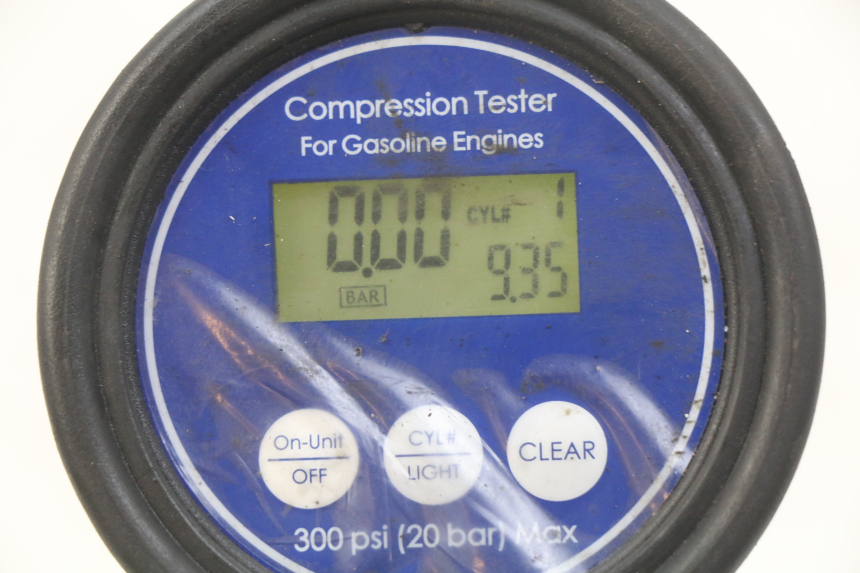 Compression Tester
For Gasoline Engines
0.00 CYL# 1
BAR 9.35
On-Unit CYL# CLEAR
OFF LIGHT
300 psi (20 bar) Max